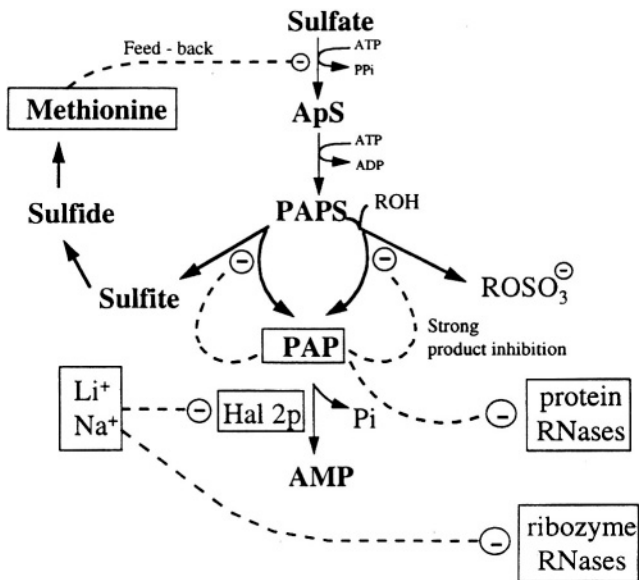 Sulfate
Feed - back
⊖
ATP
PPi
Methionine
ApS
ATP
ADP
Sulfide
PAPS
ROH
⊖
⊖
Sulfite
ROSO₃⊖
Strong
product inhibition
PAP
Li⁺
Na⁺
⊖
Hal 2p
Pi
⊖
protein
RNases
AMP
⊖
ribozyme
RNases